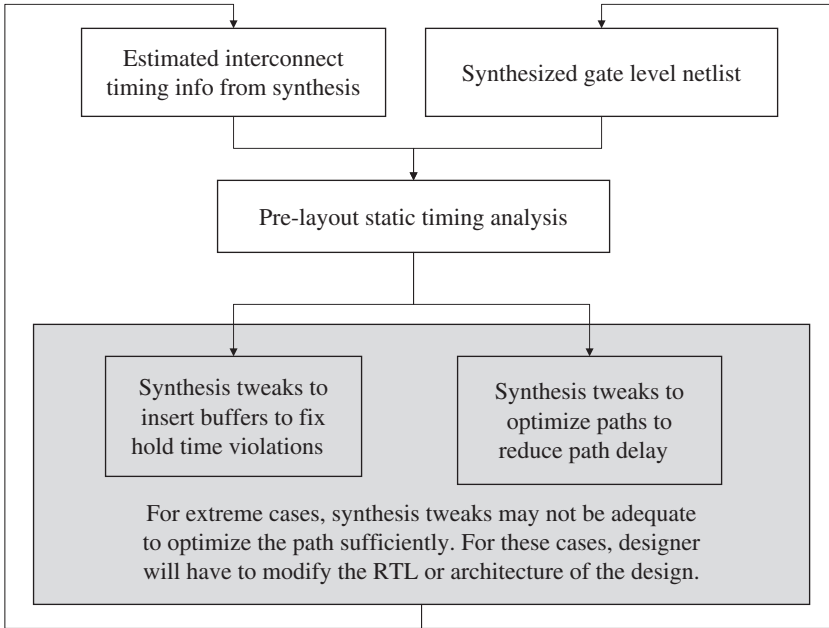 Estimated interconnect
timing info from synthesis
Synthesized gate level netlist
Pre-layout static timing analysis
Synthesis tweaks to
insert buffers to fix
hold time violations
Synthesis tweaks to
optimize paths to
reduce path delay
For extreme cases, synthesis tweaks may not be adequate
to optimize the path sufficiently. For these cases, designer
will have to modify the RTL or architecture of the design.